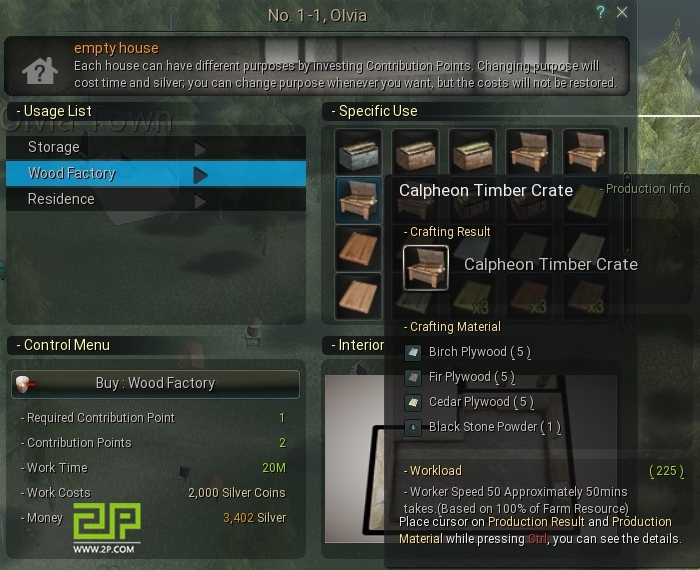 No. 1-1, Olvia
?
empty house
Each house can have different purposes by investing Contribution Points. Changing purpose will
cost time and silver; you can change purpose whenever you want, but the costs will not be restored.
- Usage List
Olvia Town
Storage
Wood Factory
Residence
- Specific Use
x3
x3
x3
Calpheon Timber Crate
- Production Info
- Crafting Result
Calpheon Timber Crate
- Crafting Material
Birch Plywood ( 5 )
Fir Plywood ( 5 )
Cedar Plywood ( 5 )
Black Stone Powder ( 1 )
- Workload
( 225 )
- Worker Speed 50 Approximately 50mins
takes.(Based on 100% of Farm Resource)
Place cursor on Production Result and Production
Material while pressing Ctrl, you can see the details.
- Control Menu
Buy : Wood Factory
- Required Contribution Point 1
- Contribution Points 2
- Work Time 20M
- Work Costs 2,000 Silver Coins
- Money 3,402 Silver
2P
WWW.2P.COM
- Interior